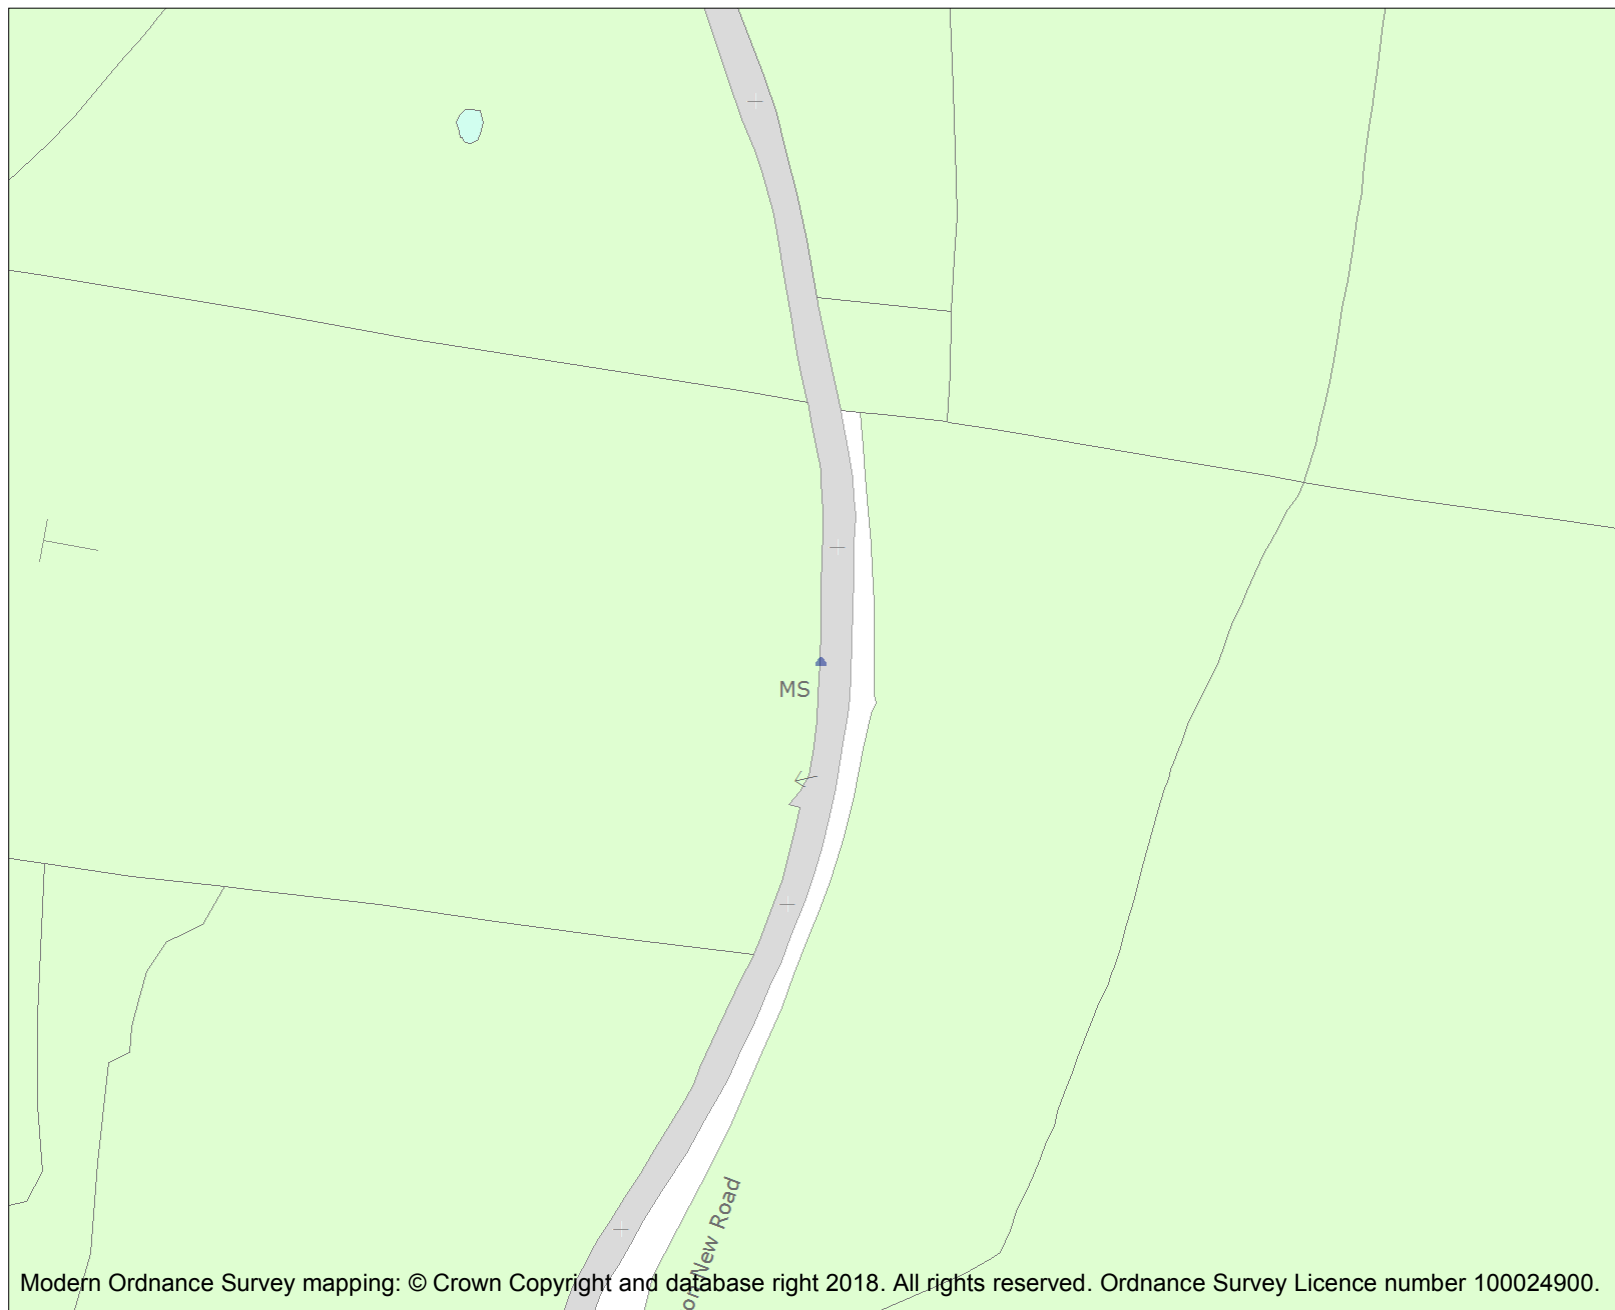 MS
New Road
Modern Ordnance Survey mapping: © Crown Copyright and database right 2018. All rights reserved. Ordnance Survey Licence number 100024900.